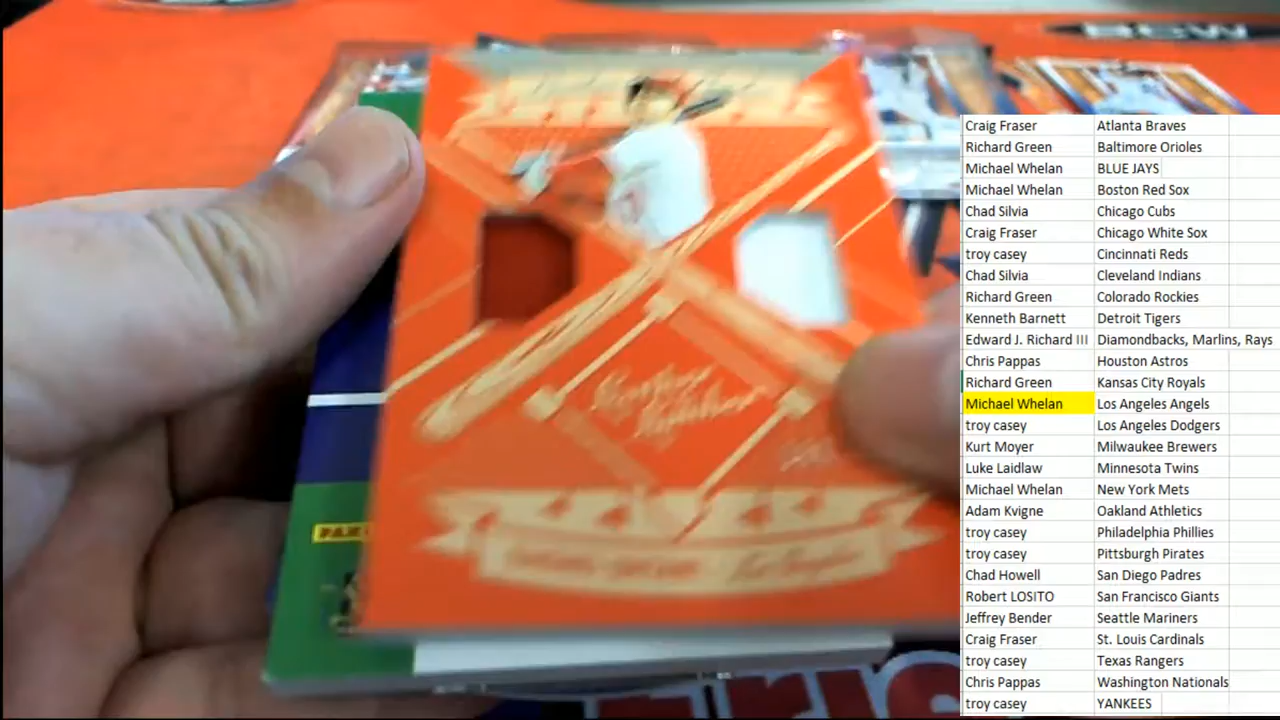 BCW
Craig Fraser Atlanta Braves
Richard Green Baltimore Orioles
Michael Whelan BLUE JAYS
Michael Whelan Boston Red Sox
Chad Silvia Chicago Cubs
Craig Fraser Chicago White Sox
troy casey Cincinnati Reds
Chad Silvia Cleveland Indians
Richard Green Colorado Rockies
Kenneth Barnett Detroit Tigers
Edward J. Richard III Diamondbacks, Marlins, Rays
Chris Pappas Houston Astros
Richard Green Kansas City Royals
Michael Whelan Los Angeles Angels
troy casey Los Angeles Dodgers
Kurt Moyer Milwaukee Brewers
Luke Laidlaw Minnesota Twins
Michael Whelan New York Mets
Adam Kvigne Oakland Athletics
troy casey Philadelphia Phillies
troy casey Pittsburgh Pirates
Chad Howell San Diego Padres
Robert LOSITO San Francisco Giants
Jeffrey Bender Seattle Mariners
Craig Fraser St. Louis Cardinals
troy casey Texas Rangers
Chris Pappas Washington Nationals
troy casey YANKEES